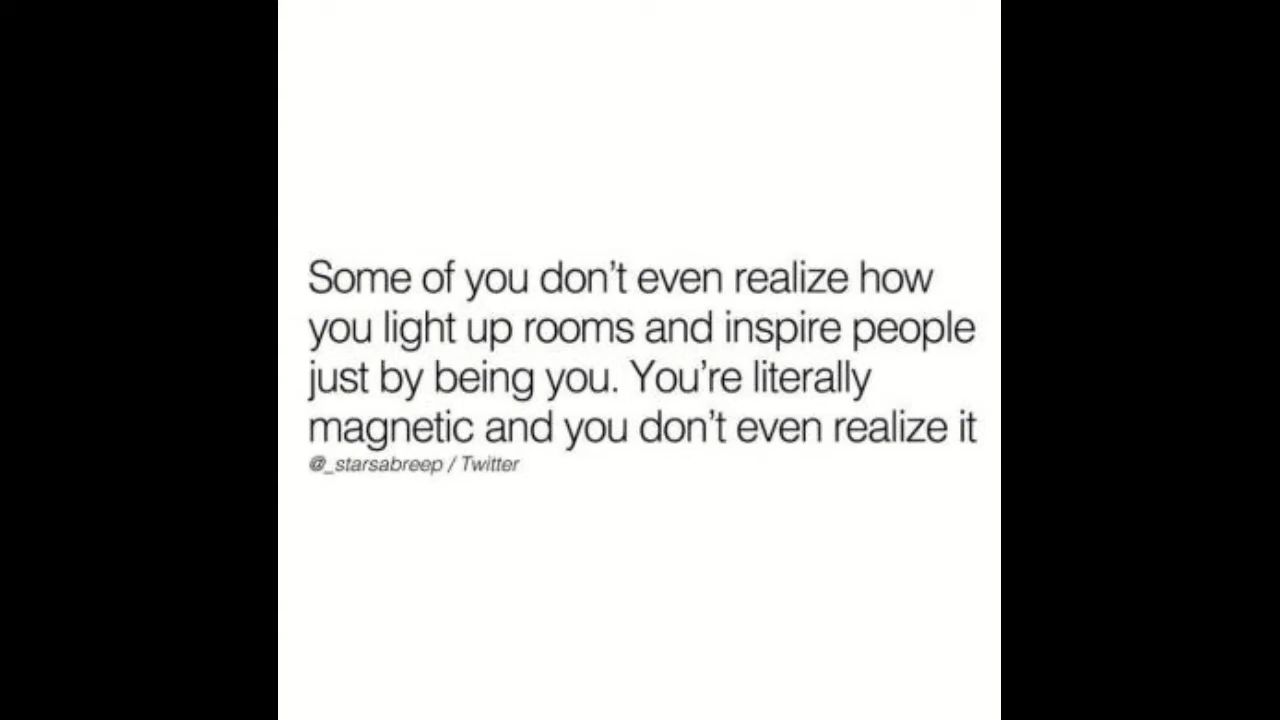 Some of you don't even realize how
you light up rooms and inspire people
just by being you. You're literally
magnetic and you don't even realize it
@_starsabreep / Twitter